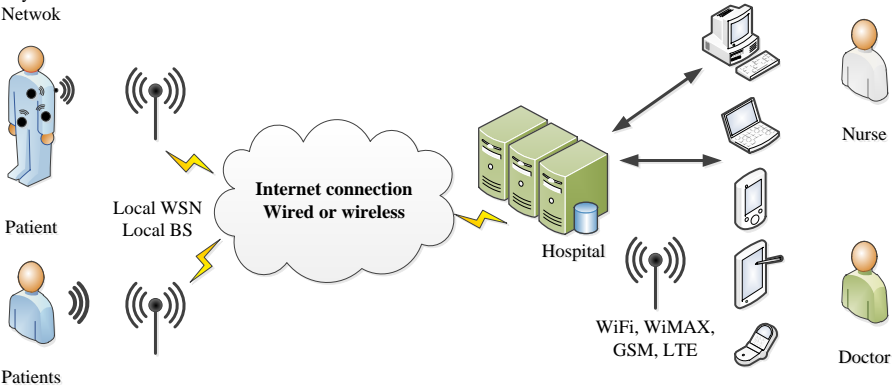 Netwok
Patient
Local WSN
Local BS
Patients
Internet connection
Wired or wireless
Hospital
WiFi, WiMAX,
GSM, LTE
Nurse
Doctor